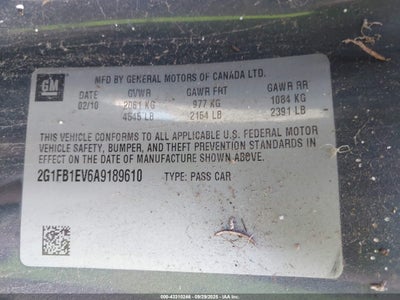 GM
MFD BY GENERAL MOTORS OF CANADA LTD.
DATE GVWR GAWR FRT GAWR RR
02/10 2061 KG 977 KG 1084 KG
4545 LB 2154 LB 2391 LB
THIS VEHICLE CONFORMS TO ALL APPLICABLE U.S. FEDERAL MOTOR
VEHICLE SAFETY, BUMPER, AND THEFT PREVENTION STANDARDS IN
EFFECT ON THE DATE OF MANUFACTURE SHOWN ABOVE.
2G1FB1EV6A9189610 TYPE: PASS CAR
000-43310246 - 09/29/2025 - IAA Inc.